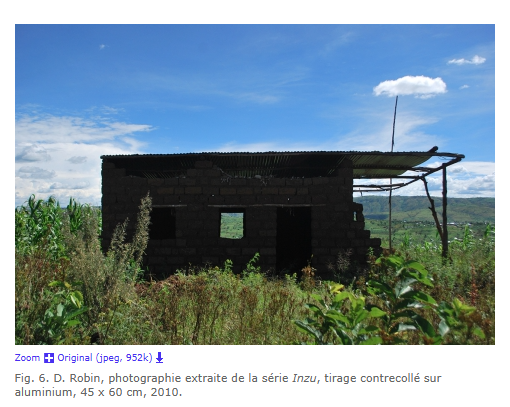 Zoom Original (jpeg, 952k)
Fig. 6. D. Robin, photographie extraite de la série Inzu, tirage contrecollé sur
aluminium, 45 x 60 cm, 2010.